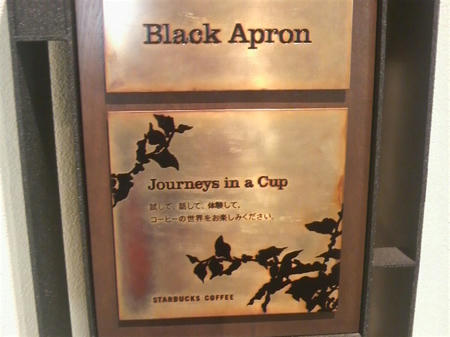 Black Apron
Journeys in a Cup
試して、話して、体験して、
コーヒーの世界をお楽しみください。
STARBUCKS COFFEE